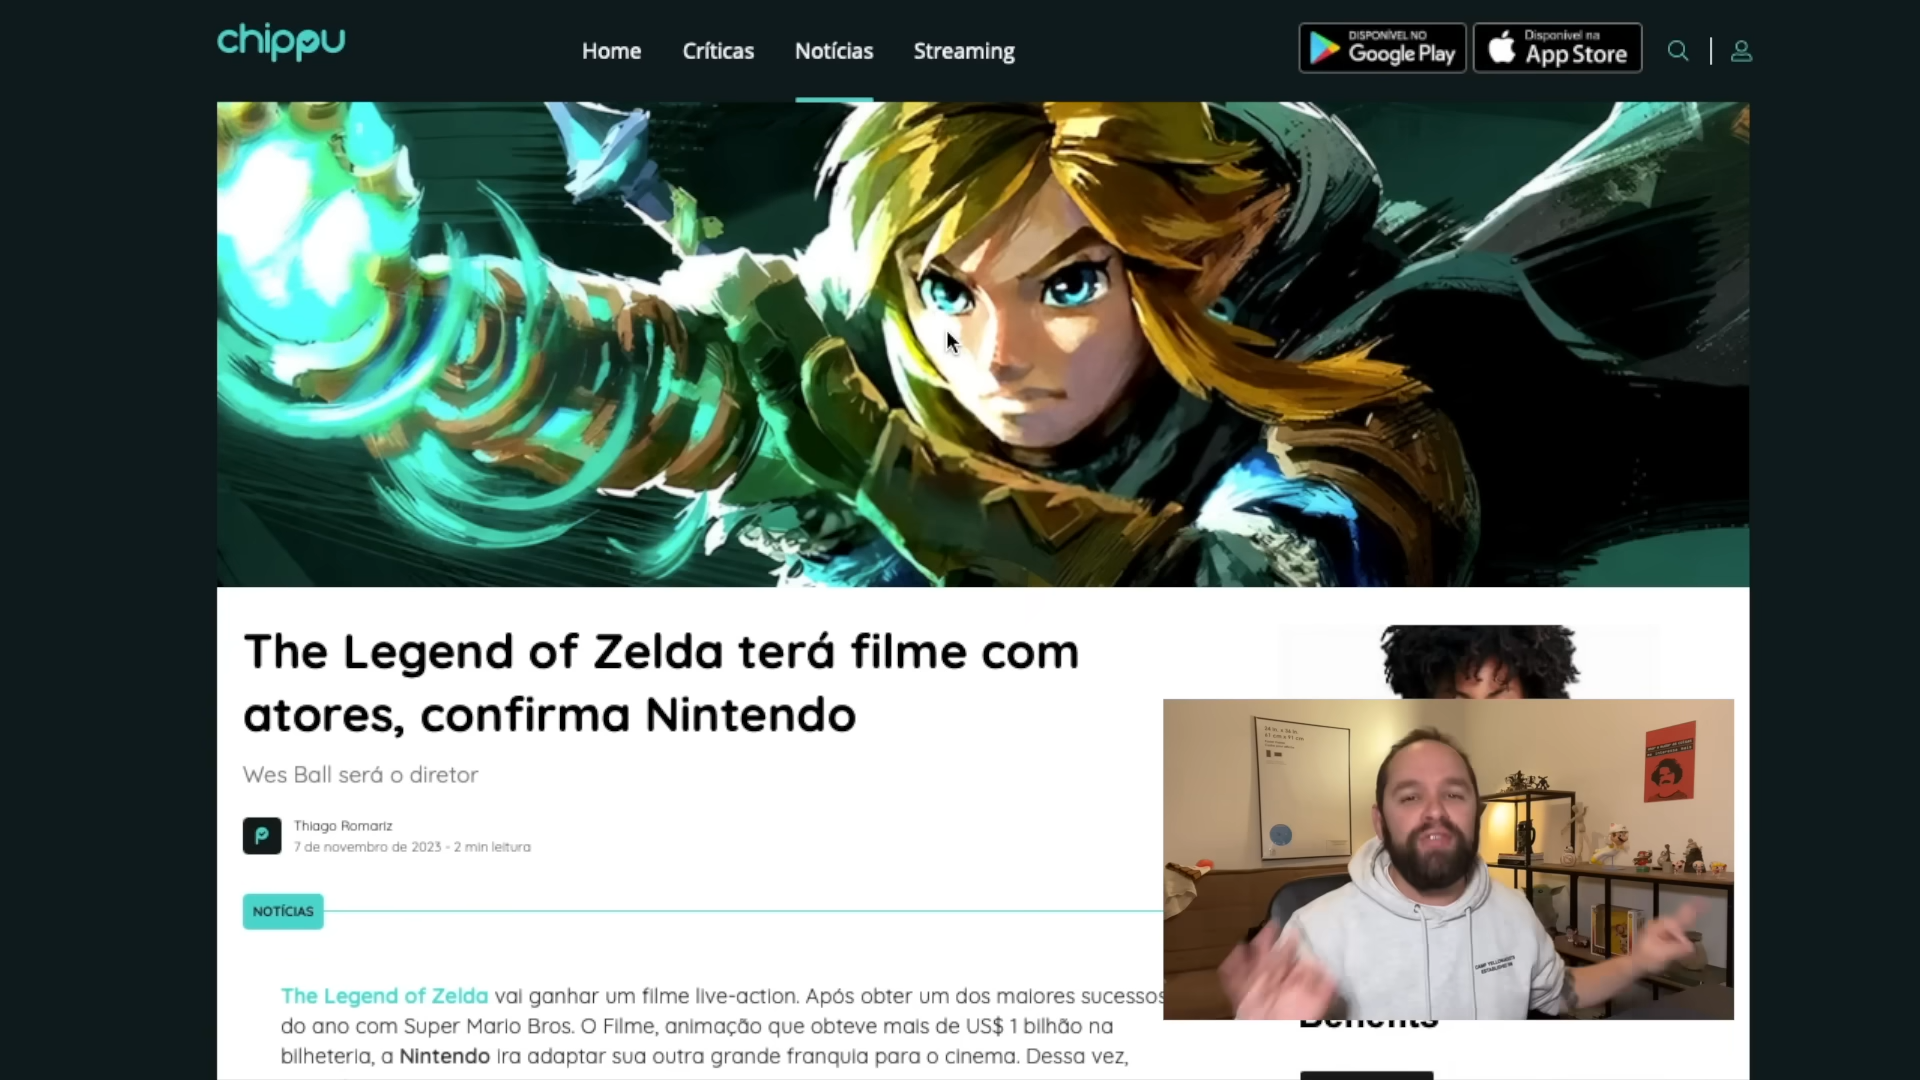 chippu
Home
Críticas
Notícias
Streaming
DISPONÍVEL NO
Google Play
Disponível na
App Store
The Legend of Zelda terá filme com
atores, confirma Nintendo
Wes Ball será o diretor
Thiago Romariz
7 de novembro de 2023 - 2 min leitura
NOTÍCIAS
The Legend of Zelda vai ganhar um filme live-action. Após obter um dos maiores sucessos
do ano com Super Mario Bros. O Filme, animação que obteve mais de US$ 1 bilhão na
bilheteria, a Nintendo ira adaptar sua outra grande franquia para o cinema. Dessa vez,
Benefits